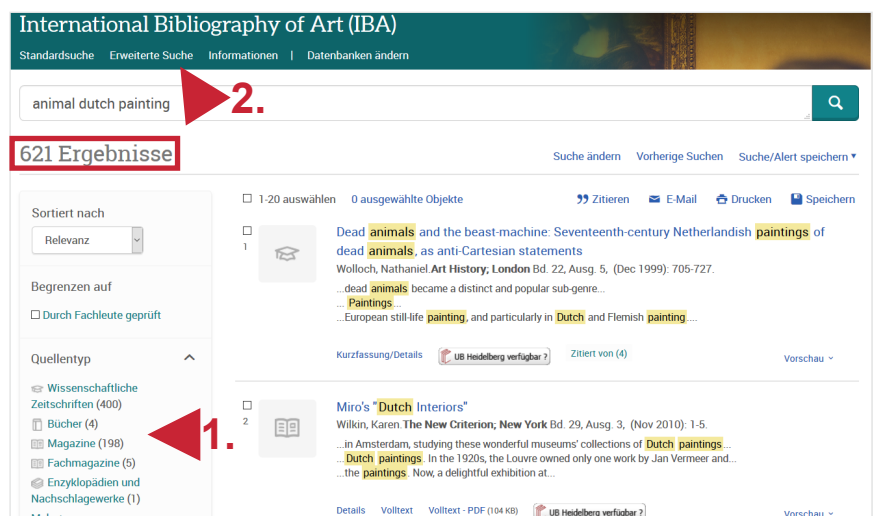 International Bibliography of Art (IBA)
Standardsuche Erweiterte Suche Informationen | Datenbanken ändern
animal dutch painting
2.
621 Ergebnisse
Suche ändern Vorherige Suchen Suche/Alert speichern
Sortiert nach
Relevanz
Begrenzen auf
Durch Fachleute geprüft
Quellentyp
Wissenschaftliche
Zeitschriften (400)
Bücher (4)
Magazine (198)
Fachmagazine (5)
Enzyklopädien und
Nachschlagewerke (1)
1.
1-20 auswählen 0 ausgewählte Objekte Zitieren E-Mail Drucken Speichern
1
Dead animals and the beast-machine: Seventeenth-century Netherlandish paintings of
dead animals, as anti-Cartesian statements
Wolloch, Nathaniel.Art History; London Bd. 22, Ausg. 5, (Dec 1999): 705-727.
...dead animals became a distinct and popular sub-genre...
... Paintings...
...European still-life painting, and particularly in Dutch and Flemish painting....
Kurzfassung/Details UB Heidelberg verfügbar ? Zitiert von (4) Vorschau
2
Miro's "Dutch Interiors"
Wilkin, Karen.The New Criterion; New York Bd. 29, Ausg. 3, (Nov 2010): 1-5.
...in Amsterdam, studying these wonderful museums' collections of Dutch paintings...
...Dutch paintings. In the 1920s, the Louvre owned only one work by Jan Vermeer and...
...the paintings. Now, a delightful exhibition at...
Details Volltext Volltext - PDF (104 KB) UB Heidelberg verfügbar ? Vorschau